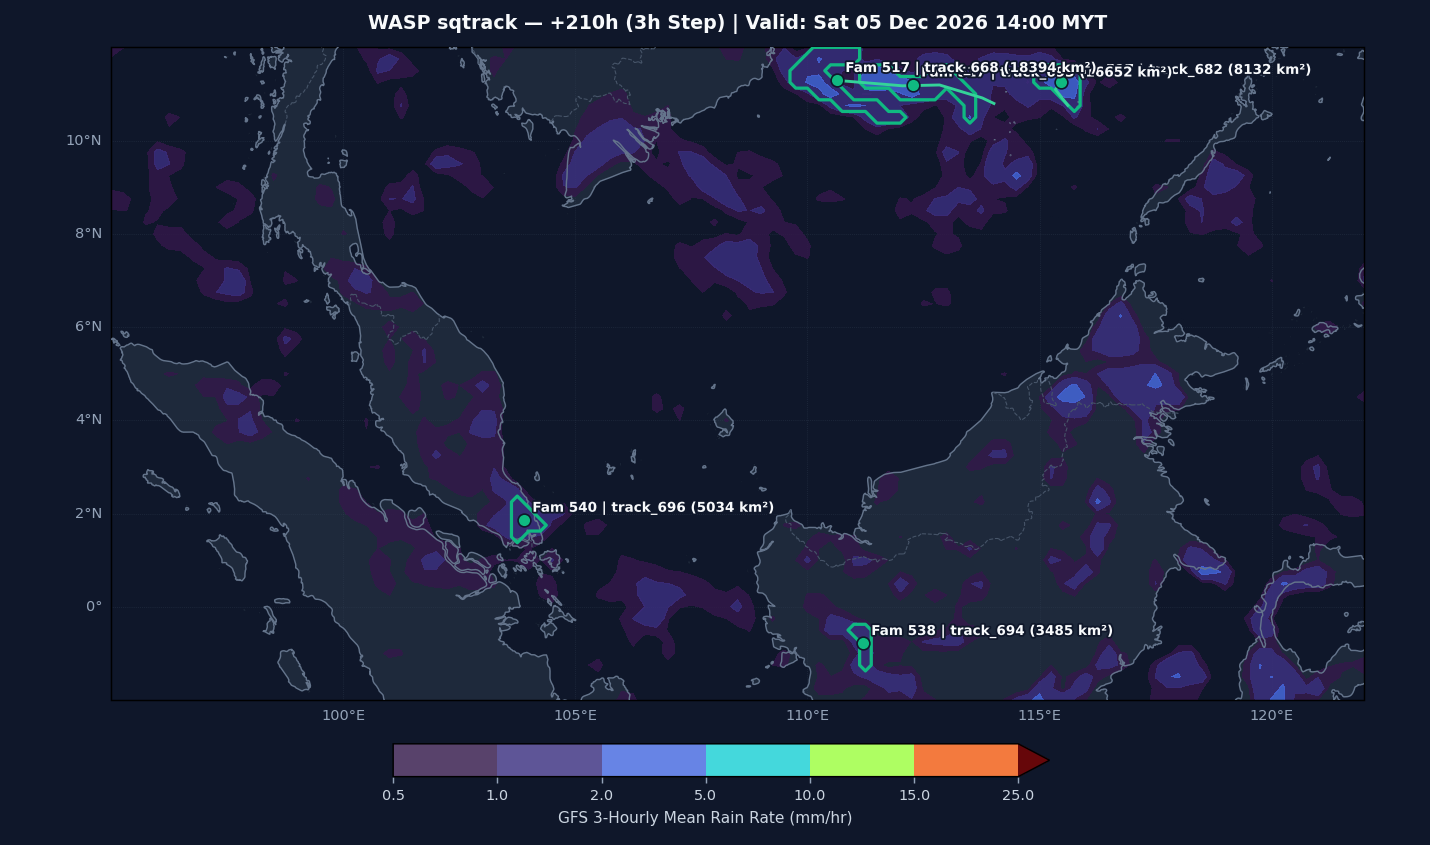 WASP sqtrack — +210h (3h Step) | Valid: Sat 05 Dec 2026 14:00 MYT
Fam 517 | track_668 (18394 km²)
6652 km²)
ck_682 (8132 km²)
10°N
8°N
6°N
4°N
2°N
0°
Fam 540 | track_696 (5034 km²)
Fam 538 | track_694 (3485 km²)
100°E
105°E
110°E
115°E
120°E
0.5
1.0
2.0
5.0
10.0
15.0
25.0
GFS 3-Hourly Mean Rain Rate (mm/hr)